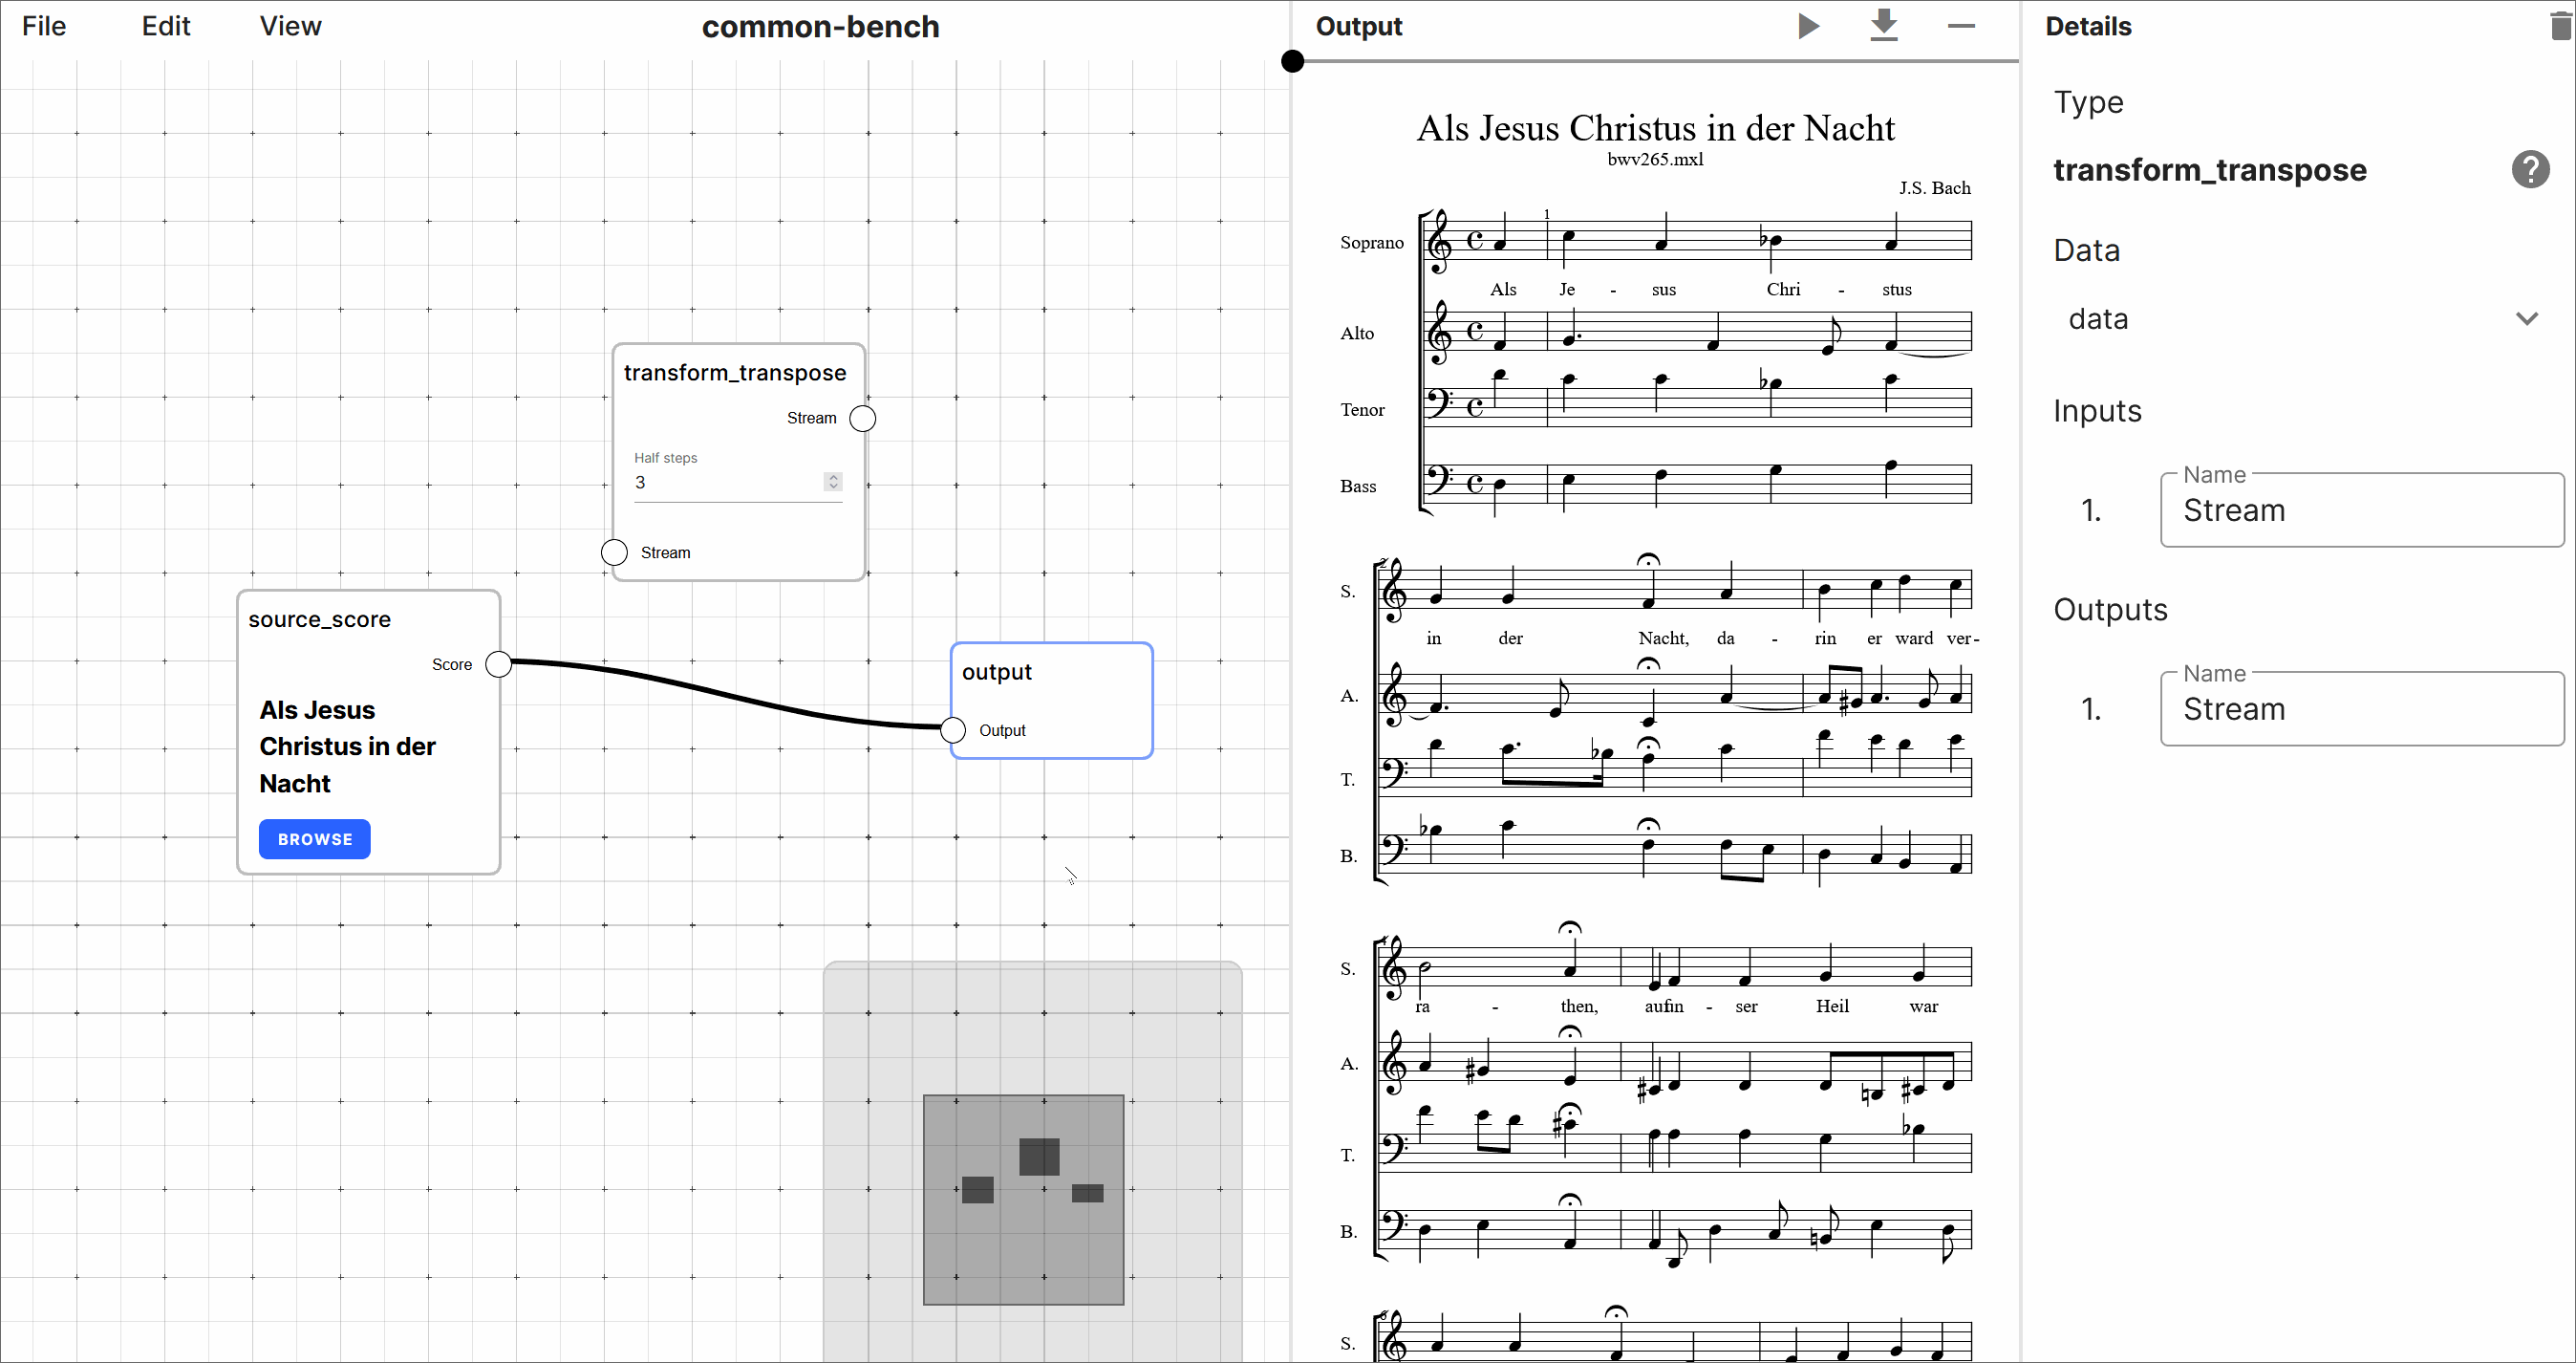 File Edit View common-bench
transform_transpose
Stream
Half steps
3
Stream
source_score
Score
Als Jesus
Christus in der
Nacht
BROWSE
output
Output
Output
Als Jesus Christus in der Nacht
bwv265.mxl
J.S. Bach
1
Soprano
Als Je - sus Chri - stus
Alto
Tenor
Bass
2
S.
in der Nacht, da - rin er ward ver-
A.
T.
B.
4
S.
ra - then, ser Heil war
A.
T.
B.
6
S.
Details
Type
transform_transpose
?
Data
data
Inputs
Name
1. Stream
Outputs
Name
1. Stream